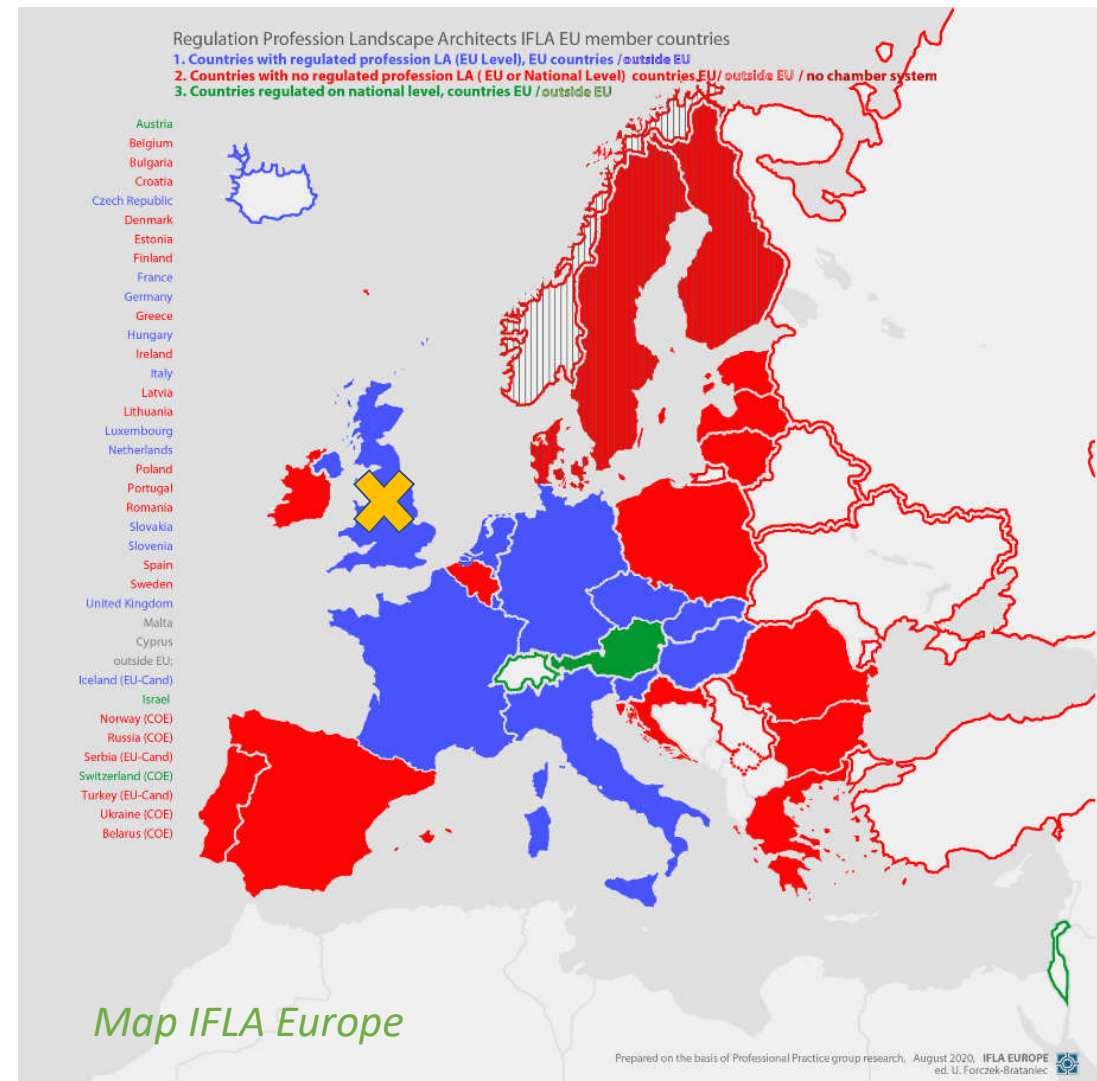 Regulation Profession Landscape Architects IFLA EU member countries
1. Countries with regulated profession LA (EU Level), EU countries /outside EU
2. Countries with no regulated profession LA ( EU or National Level) countries EU/ outside EU / no chamber system
3. Countries regulated on national level, countries EU /outside EU
Austria
Belgium
Bulgaria
Croatia
Czech Republic
Denmark
Estonia
Finland
France
Germany
Greece
Hungary
Ireland
Italy
Latvia
Lithuania
Luxembourg
Netherlands
Poland
Portugal
Romania
Slovakia
Slovenia
Spain
Sweden
United Kingdom
Malta
Cyprus
outside EU;
Iceland (EU-Cand)
Israel
Norway (COE)
Russia (COE)
Serbia (EU-Cand)
Switzerland (COE)
Turkey (EU-Cand)
Ukraine (COE)
Belarus (COE)
Map IFLA Europe
Prepared on the basis of Professional Practice group research, August 2020, IFLA EUROPE
ed. U. Forczek-Brataniec